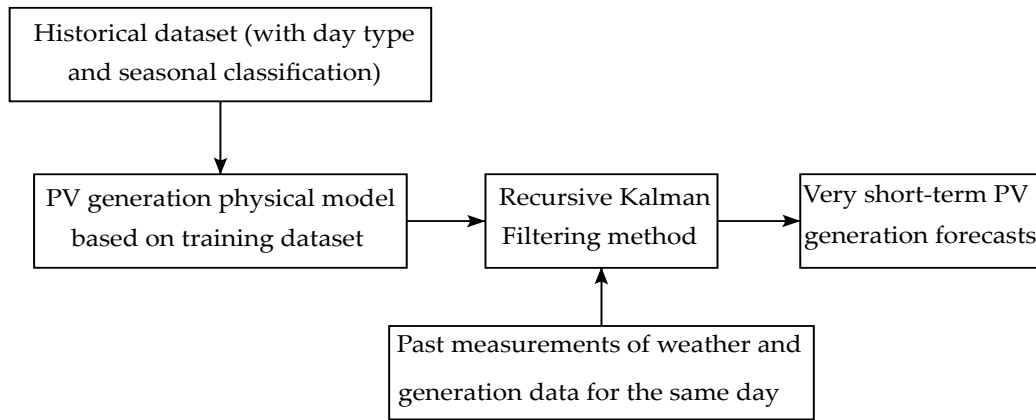 Historical dataset (with day type
and seasonal classification)
PV generation physical model
based on training dataset
Recursive Kalman
Filtering method
Very short-term PV
generation forecasts
Past measurements of weather and
generation data for the same day